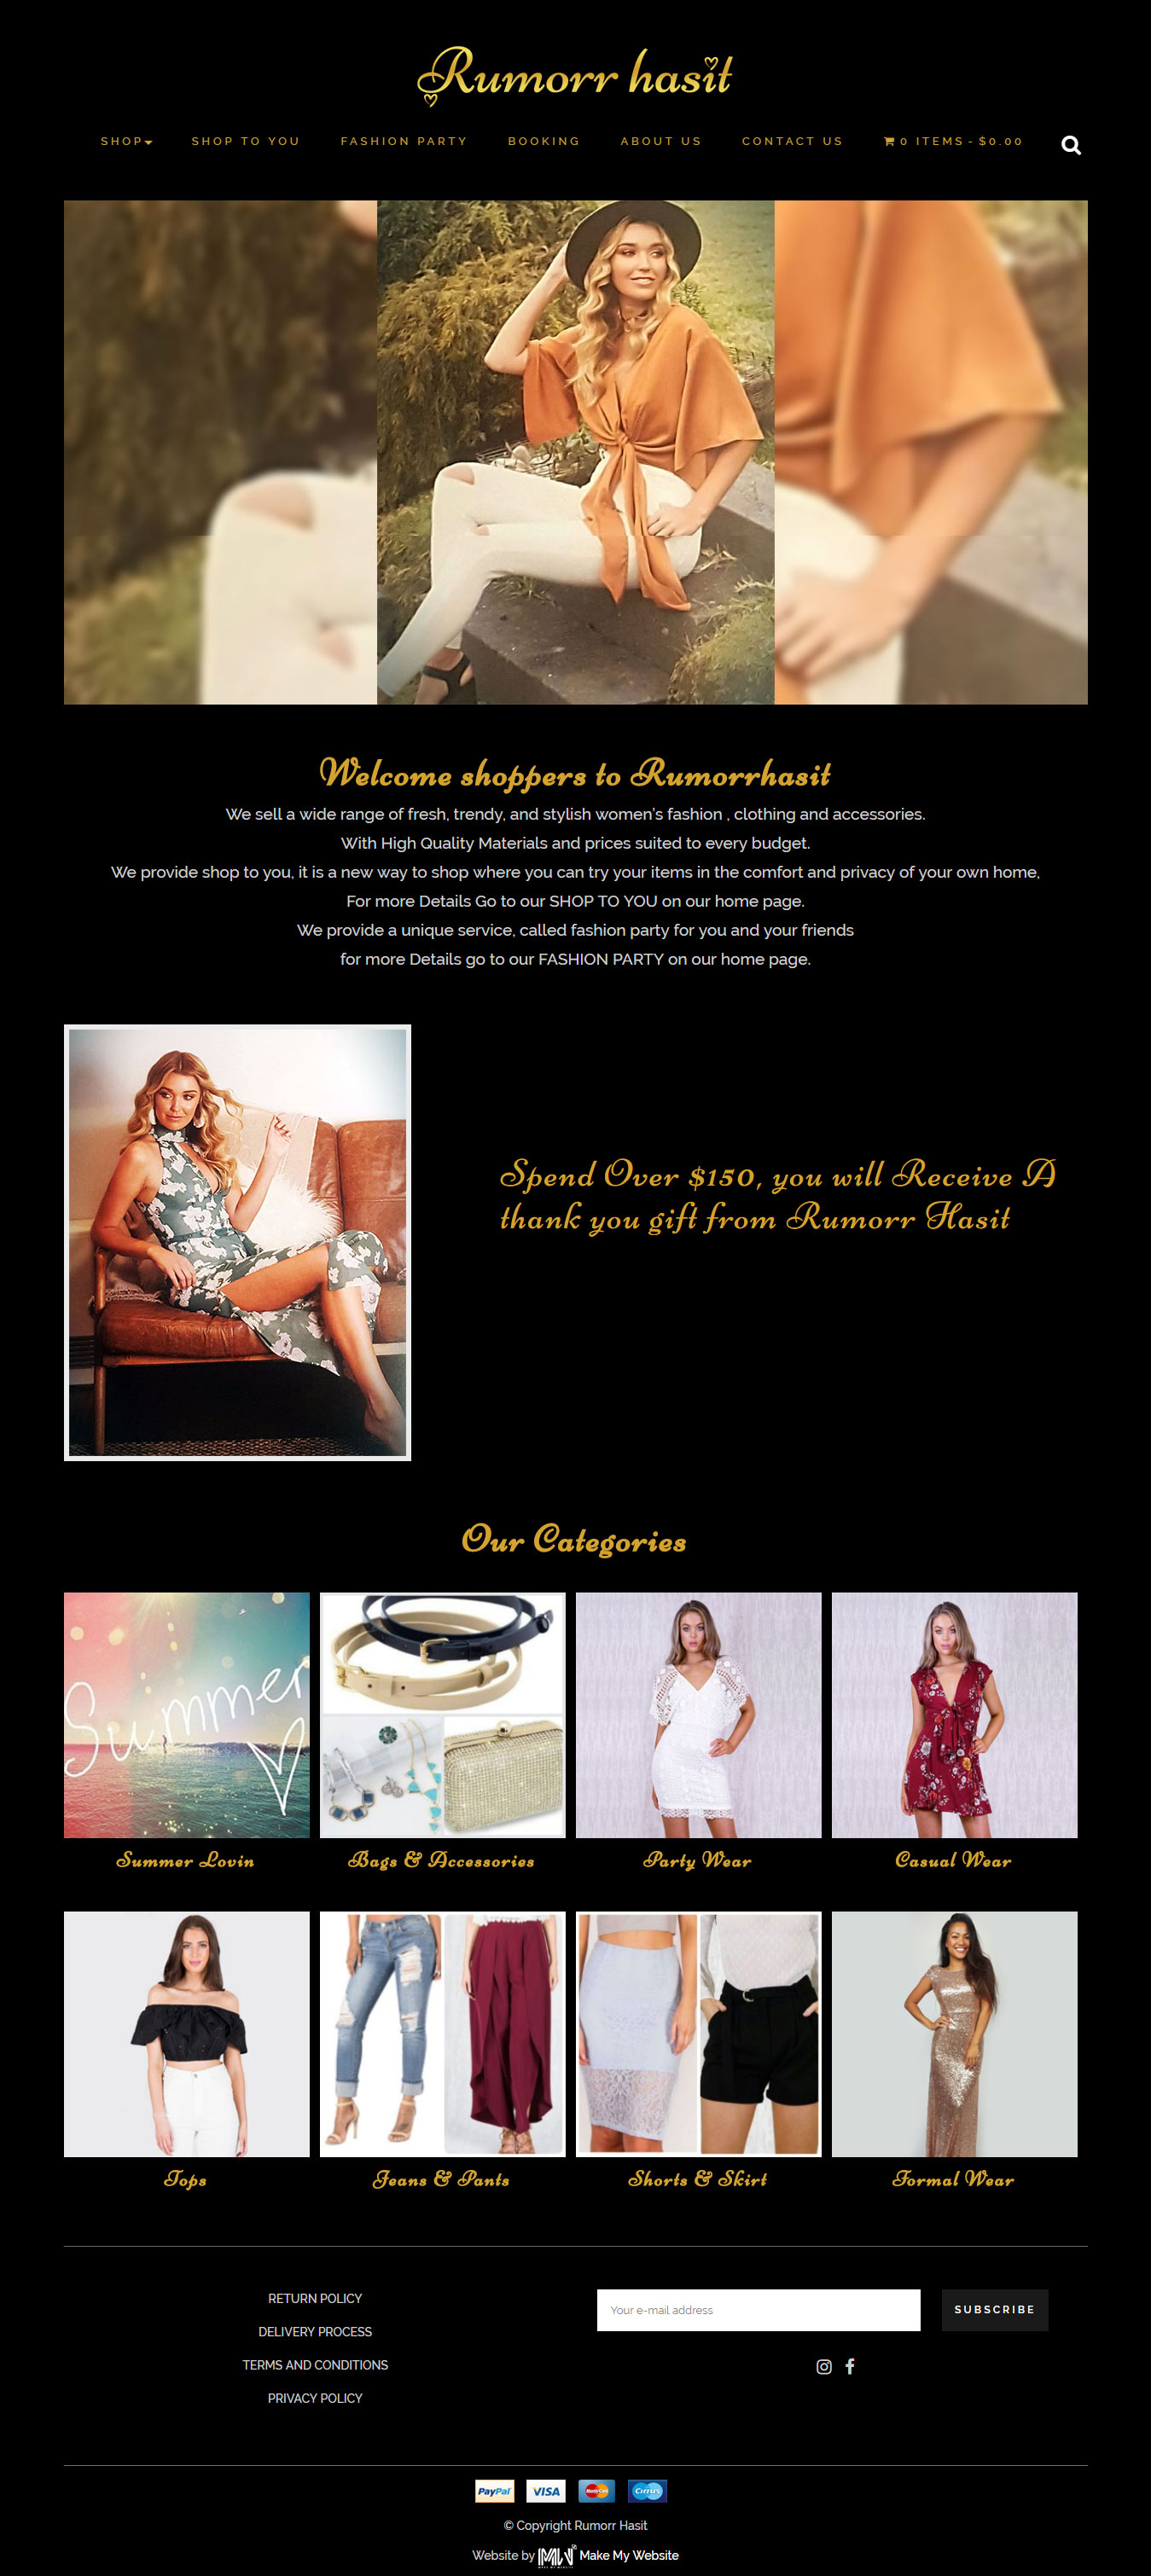 Rumorr hasit
SHOP SHOP TO YOU FASHION PARTY BOOKING ABOUT US CONTACT US 0 ITEMS - $0.00
Welcome shoppers to Rumorrhasit
We sell a wide range of fresh, trendy, and stylish women's fashion , clothing and accessories.
With High Quality Materials and prices suited to every budget.
We provide shop to you, it is a new way to shop where you can try your items in the comfort and privacy of your own home,
For more Details Go to our SHOP TO YOU on our home page.
We provide a unique service, called fashion party for you and your friends
for more Details go to our FASHION PARTY on our home page.
Spend Over $150, you will Receive A
thank you gift from Rumorr Hasit
Our Categories
Summer
Summer Lovin Bags & Accessories Party Wear Casual Wear
Tops Jeans & Pants Shorts & Skirt Formal Wear
RETURN POLICY
DELIVERY PROCESS
TERMS AND CONDITIONS
PRIVACY POLICY
Your e-mail address SUBSCRIBE
PayPal VISA MasterCard Cirrus
© Copyright Rumorr Hasit
Website by MMW Make My Website